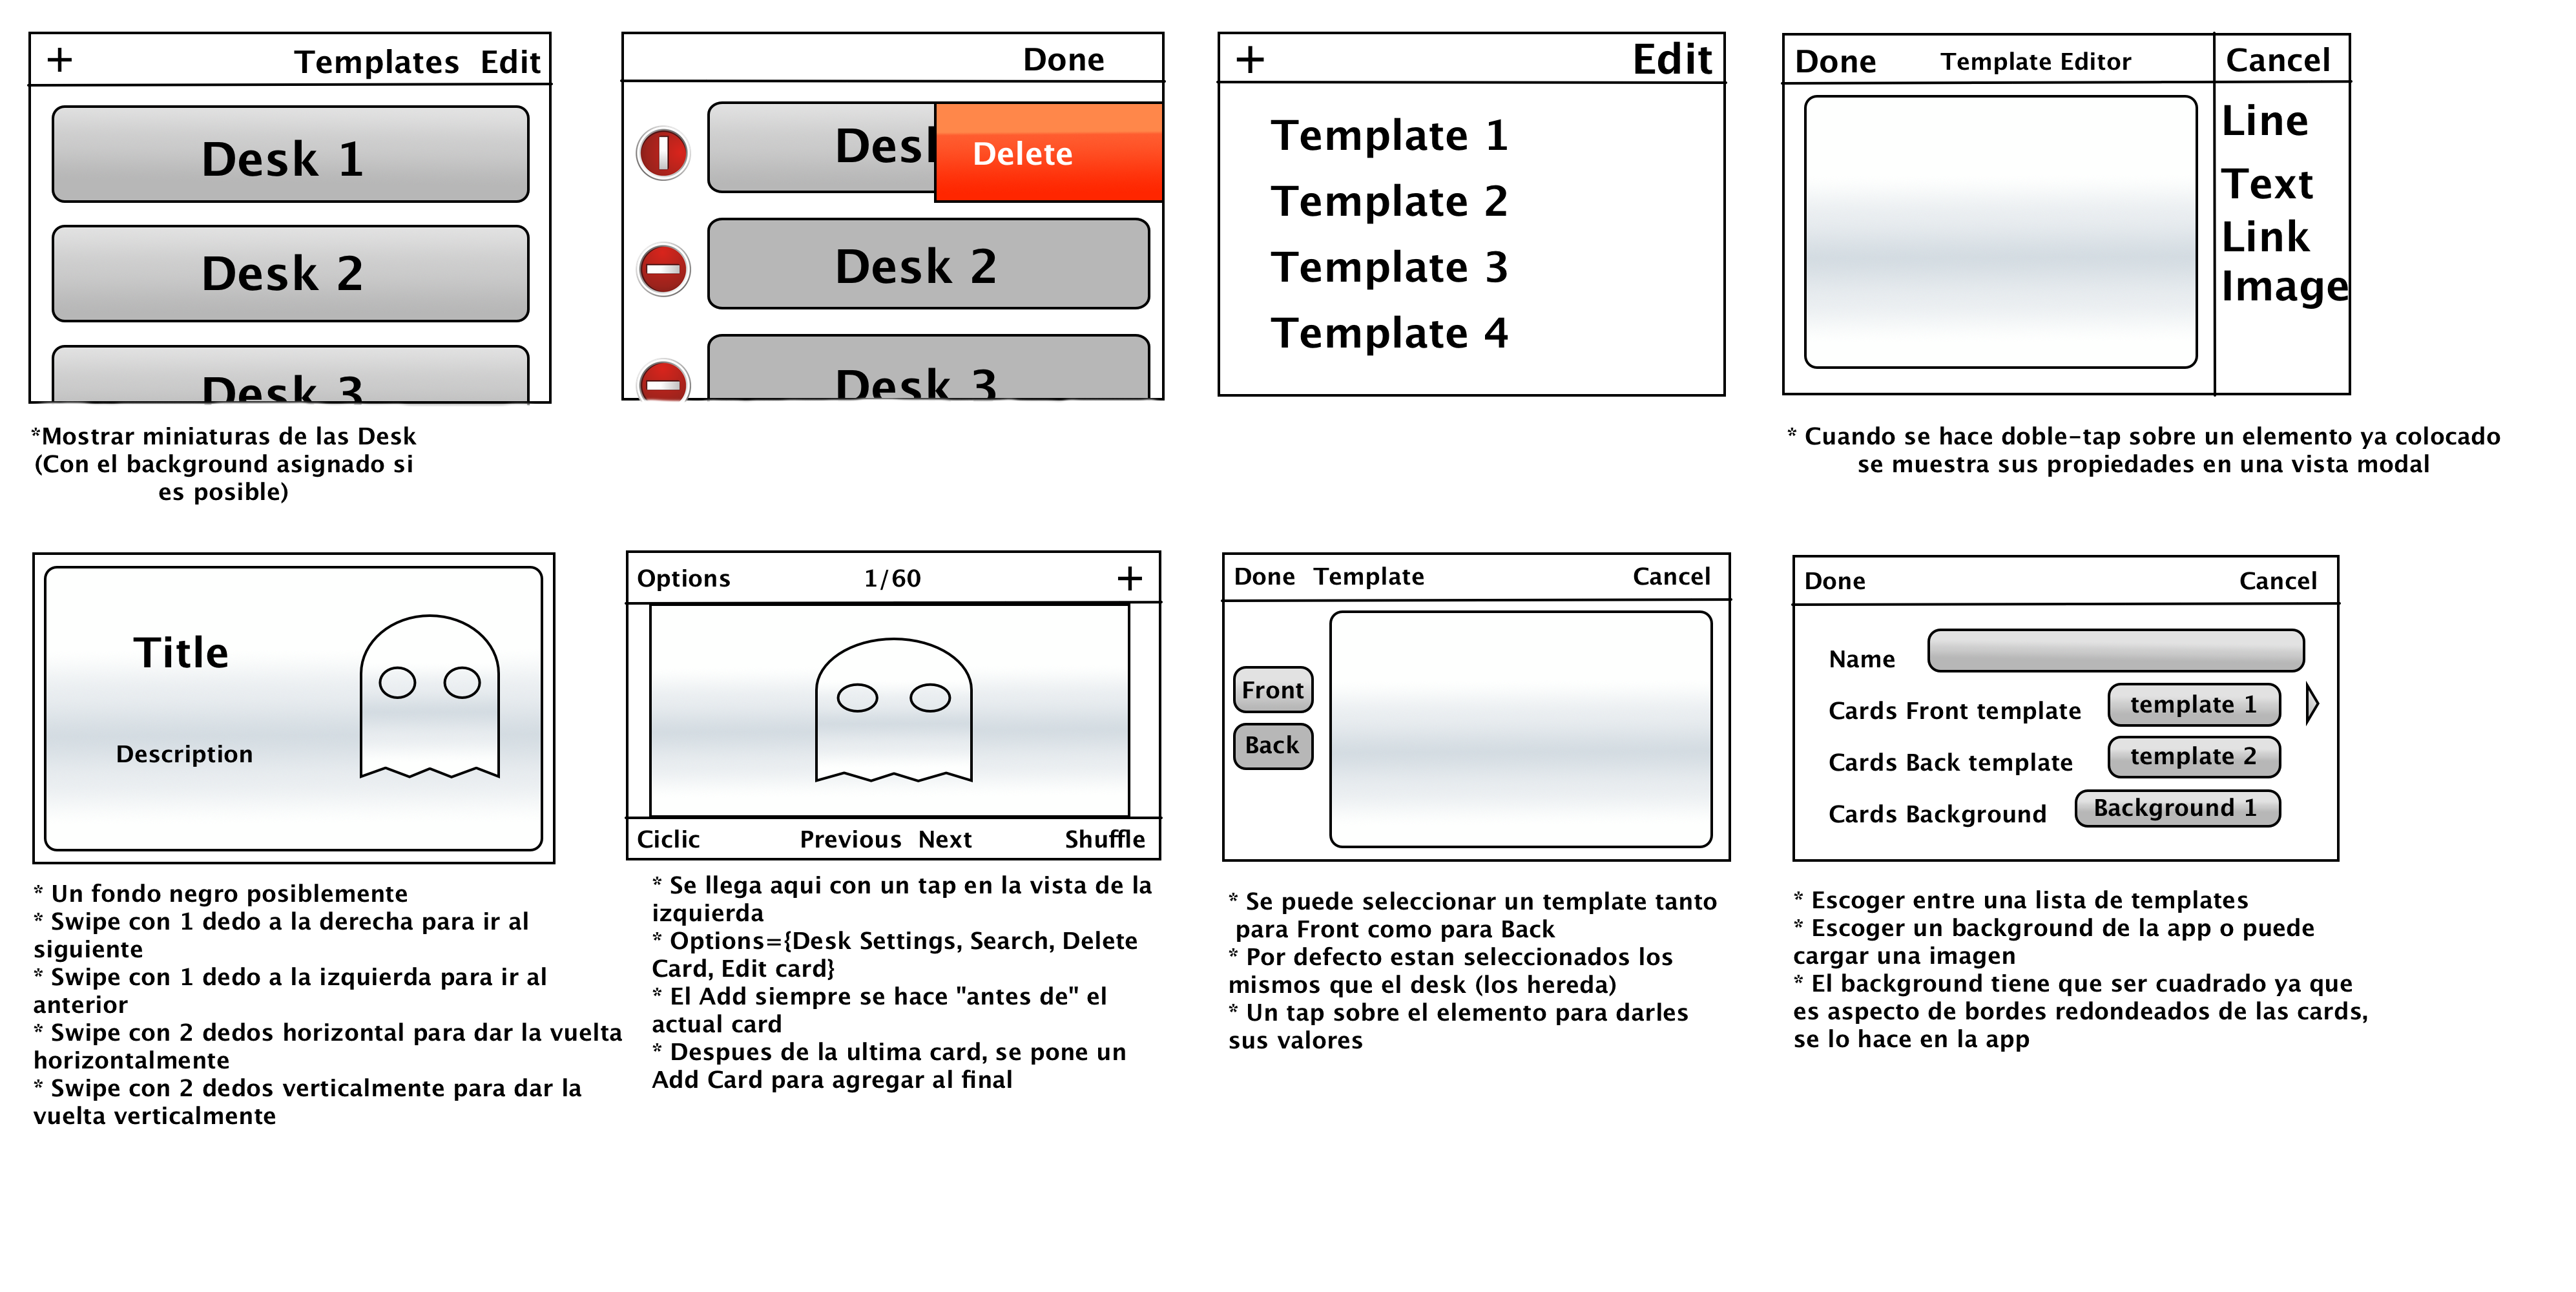 + Templates Edit
Desk 1
Desk 2
Desk 3
*Mostrar miniaturas de las Desk
(Con el background asignado si
es posible)
Done
Desk
Delete
Desk 2
Desk 3
+ Edit
Template 1
Template 2
Template 3
Template 4
Done Template Editor Cancel
Line
Text
Link
Image
* Cuando se hace doble-tap sobre un elemento ya colocado
se muestra sus propiedades en una vista modal
Title
Description
* Un fondo negro posiblemente
* Swipe con 1 dedo a la derecha para ir al
siguiente
* Swipe con 1 dedo a la izquierda para ir al
anterior
* Swipe con 2 dedos horizontal para dar la vuelta
horizontalmente
* Swipe con 2 dedos verticalmente para dar la
vuelta verticalmente
Options 1/60 +
Ciclic Previous Next Shuffle
* Se llega aqui con un tap en la vista de la
izquierda
* Options={Desk Settings, Search, Delete
Card, Edit card}
* El Add siempre se hace "antes de" el
actual card
* Despues de la ultima card, se pone un
Add Card para agregar al final
Done Template Cancel
Front
Back
* Se puede seleccionar un template tanto
para Front como para Back
* Por defecto estan seleccionados los
mismos que el desk (los hereda)
* Un tap sobre el elemento para darles
sus valores
Done Cancel
Name
Cards Front template template 1
Cards Back template template 2
Cards Background Background 1
* Escoger entre una lista de templates
* Escoger un background de la app o puede
cargar una imagen
* El background tiene que ser cuadrado ya que
es aspecto de bordes redondeados de las cards,
se lo hace en la app